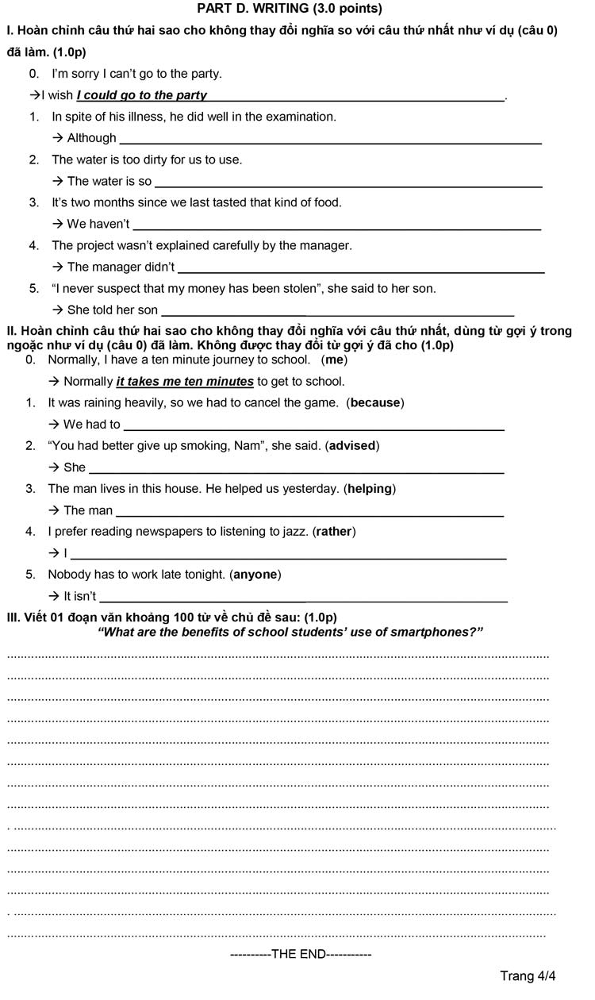 PART D. WRITING (3.0 points)
I. Hoàn chỉnh câu thứ hai sao cho không thay đổi nghĩa so với câu thứ nhất như ví dụ (câu 0)
đã làm. (1.0p)
0. I'm sorry I can't go to the party.
→I wish I could go to the party.
1. In spite of his illness, he did well in the examination.
→ Although
2. The water is too dirty for us to use.
→ The water is so
3. It's two months since we last tasted that kind of food.
→ We haven't
4. The project wasn't explained carefully by the manager.
→ The manager didn't
5. “I never suspect that my money has been stolen”, she said to her son.
→ She told her son
II. Hoàn chỉnh câu thứ hai sao cho không thay đổi nghĩa với câu thứ nhất, dùng từ gợi ý trong
ngoặc như ví dụ (câu 0) đã làm. Không được thay đổi từ gợi ý đã cho (1.0p)
0. Normally, I have a ten minute journey to school. (me)
→ Normally it takes me ten minutes to get to school.
1. It was raining heavily, so we had to cancel the game. (because)
→ We had to
2. “You had better give up smoking, Nam”, she said. (advised)
→ She
3. The man lives in this house. He helped us yesterday. (helping)
→ The man
4. I prefer reading newspapers to listening to jazz. (rather)
→ I
5. Nobody has to work late tonight. (anyone)
→ It isn't
III. Viết 01 đoạn văn khoảng 100 từ về chủ đề sau: (1.0p)
“What are the benefits of school students' use of smartphones?”
----------THE END-----------
Trang 4/4